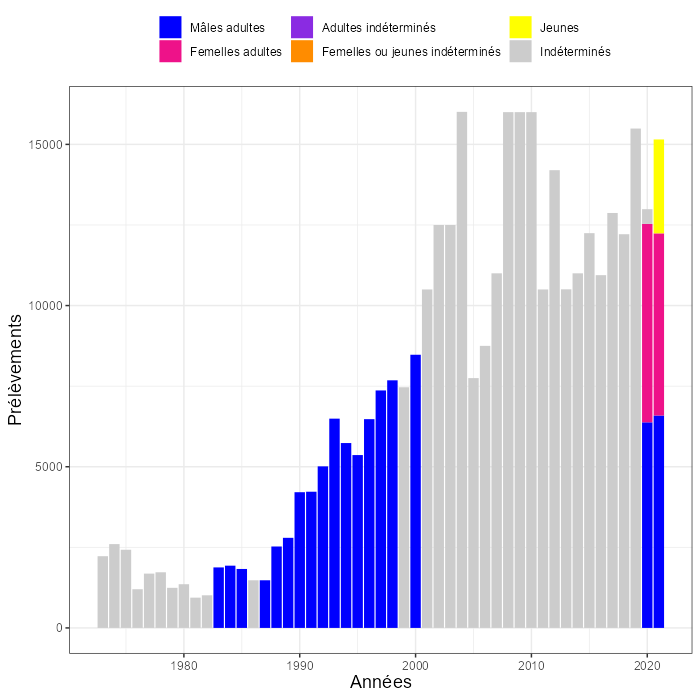 Mâles adultes Adultes indéterminés Jeunes
Femelles adultes Femelles ou jeunes indéterminés Indéterminés
15000
10000
5000
0
Prélèvements
1980 1990 2000 2010 2020
Années